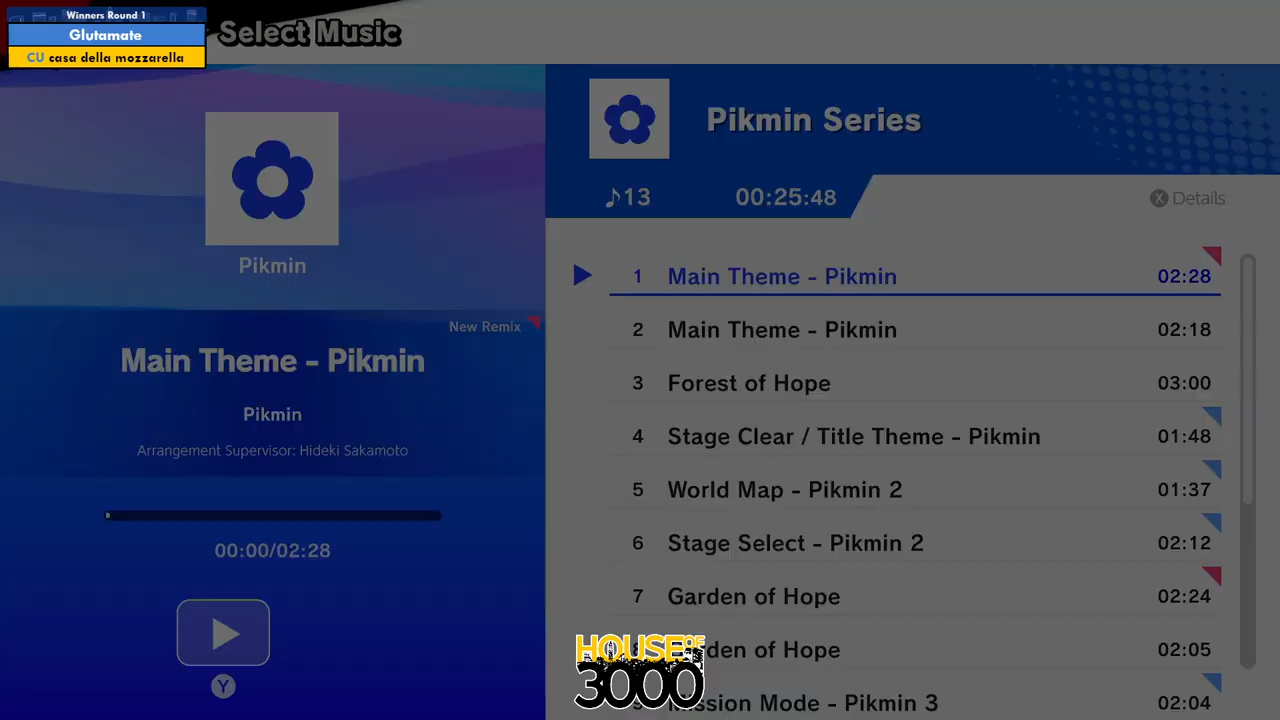 Winners Round 1
Glutamate
CU casa della mozzarella
Select Music
Pikmin
New Remix
Main Theme - Pikmin
Pikmin
Arrangement Supervisor: Hideki Sakamoto
00:00/02:28
Y
Pikmin Series
♪13 00:25:48
X Details
1 Main Theme - Pikmin 02:28
2 Main Theme - Pikmin 02:18
3 Forest of Hope 03:00
4 Stage Clear / Title Theme - Pikmin 01:48
5 World Map - Pikmin 2 01:37
6 Stage Select - Pikmin 2 02:12
7 Garden of Hope 02:24
of Hope 02:05
Mission Mode - Pikmin 3 02:04
HOUSE OF
3000